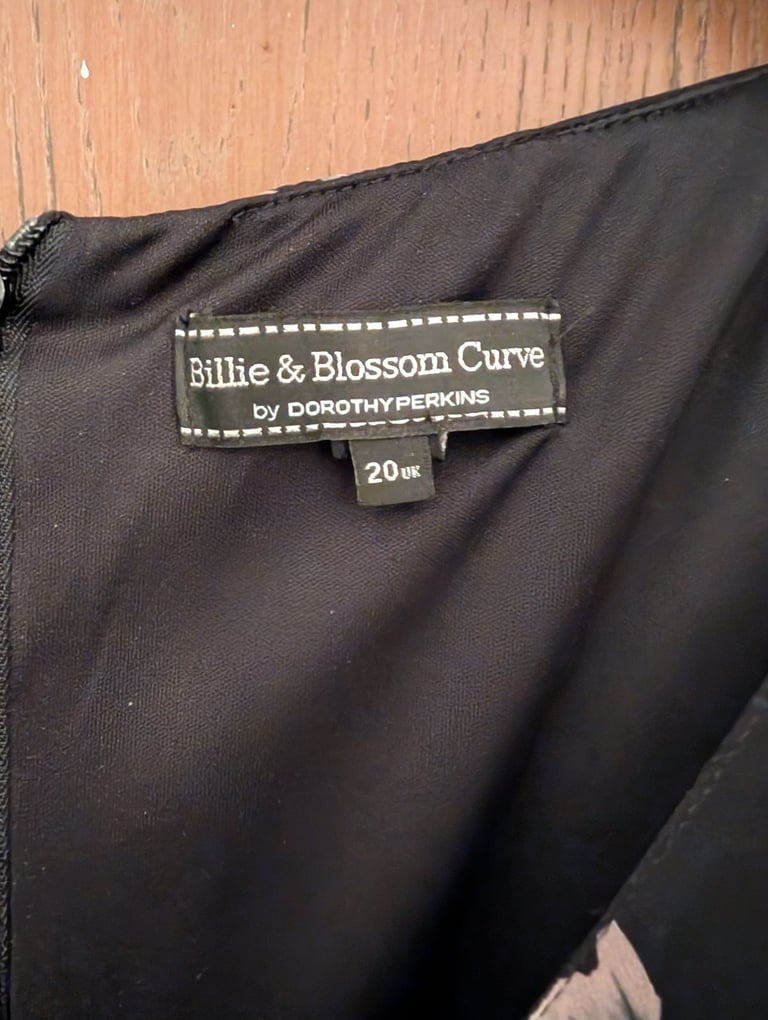 Billie & Blossom Curve
by DOROTHYPERKINS
20UK